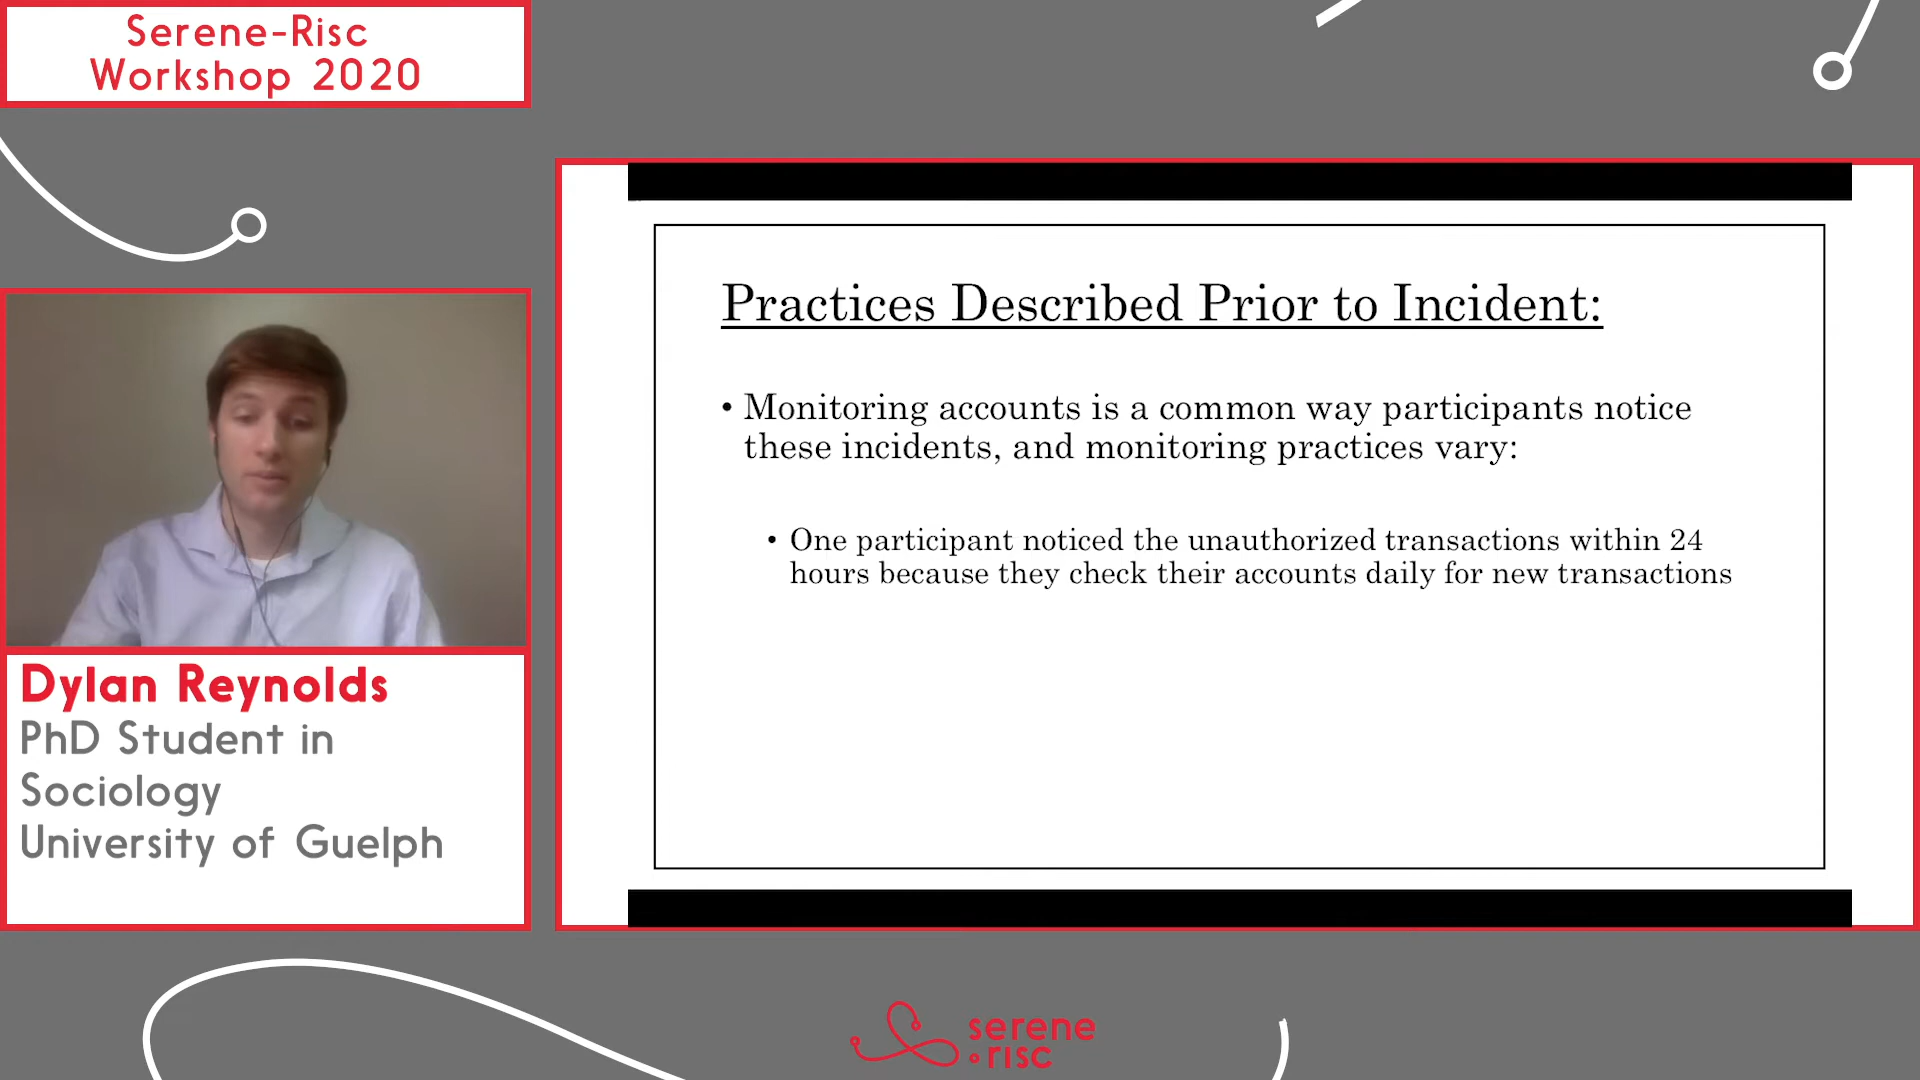 Serene-Risc
Workshop 2020
Practices Described Prior to Incident:
• Monitoring accounts is a common way participants notice
these incidents, and monitoring practices vary:
• One participant noticed the unauthorized transactions within 24
hours because they check their accounts daily for new transactions
Dylan Reynolds
PhD Student in
Sociology
University of Guelph
serene
risc